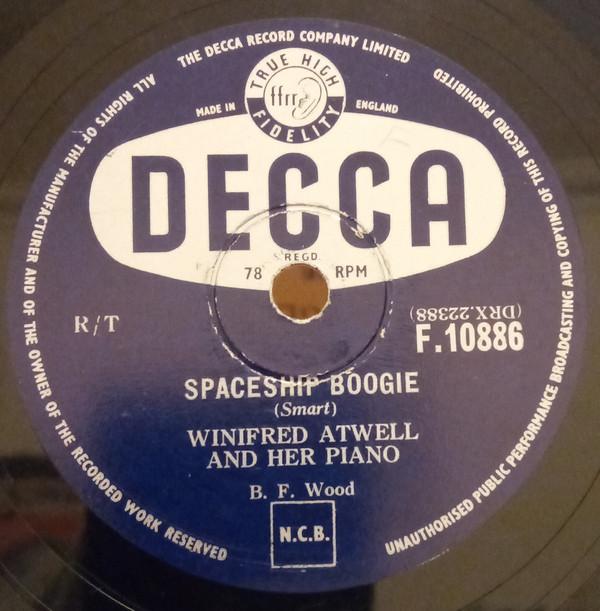 ALL RIGHTS OF THE MANUFACTURER AND OF THE OWNER OF THE RECORDED WORK RESERVED
THE DECCA RECORD COMPANY LIMITED
UNAUTHORISED PUBLIC PERFORMANCE BROADCASTING AND COPYING OF THIS RECORD PROHIBITED
TRUE HIGH
ffrr
FIDELITY
MADE IN ENGLAND
DECCA
REGD.
78 RPM
R/T
(DRX.22388)
F.10886
SPACESHIP BOOGIE
(Smart)
WINIFRED ATWELL
AND HER PIANO
B. F. Wood
N.C.B.